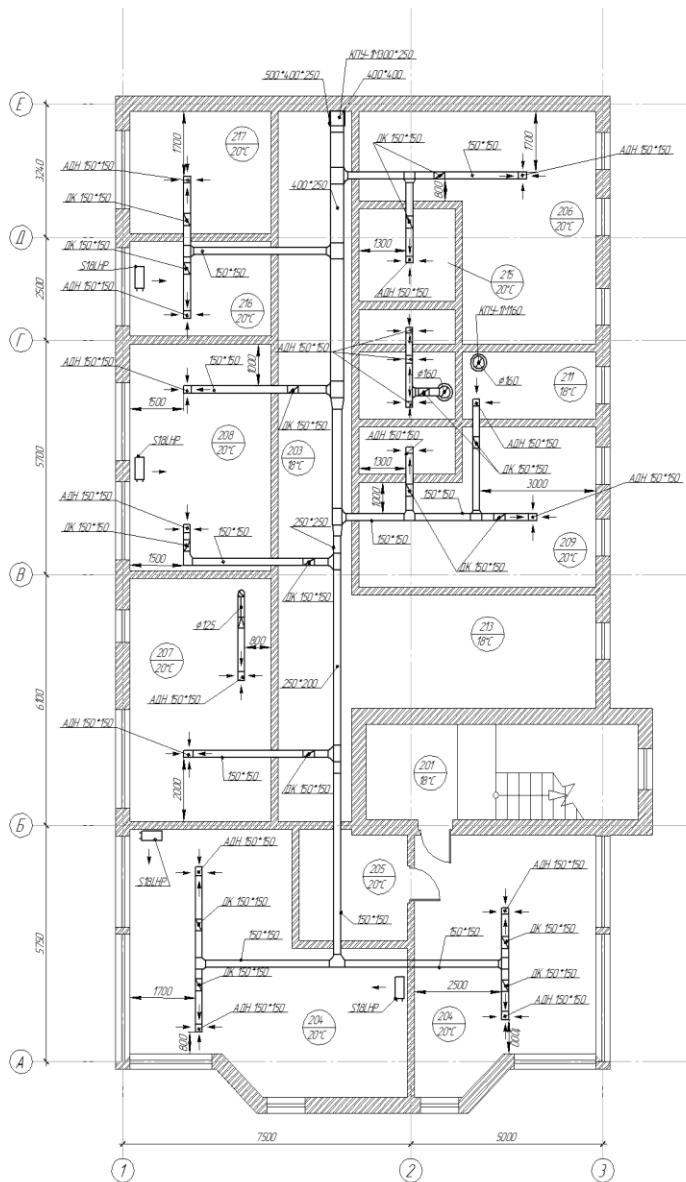 КПУ-1М300*250
500*400*250
400*400
Е
1700
217
20°С
ДК 150*150
150*150
1700
АДН 150*150
АДН 150*150
3240
800
ДК 150*150
400*250
206
20°С
Д
ДК 150*150
1300
215
20°С
S18LHP
150*150
2500
216
20°С
АДН 150*150
АДН 150*150
КПУ-1М160
Г
АДН 150*150
АДН 150*150
150*150
1000
ø160
ø160
211
18°С
1500
208
20°С
ДК 150*150
203
18°С
АДН 150*150
АДН 150*150
S18LHP
1300
ДК 150*150
АДН 150*150
5700
3000
1000
150*150
АДН 150*150
250*250
ДК 150*150
150*150
150*150
209
20°С
1500
ДК 150*150
В
ДК 150*150
ø125
213
18°С
207
20°С
800
250*200
АДН 150*150
6100
АДН 150*150
201
18°С
150*150
2000
ДК 150*150
Б
S18LHP
АДН 150*150
205
20°С
АДН 150*150
ДК 150*150
ДК 150*150
150*150
5750
150*150
150*150
ДК 150*150
ДК 150*150
1700
2500
S18LHP
АДН 150*150
АДН 150*150
204
20°С
204
20°С
800
А
7500
5000
1
2
3